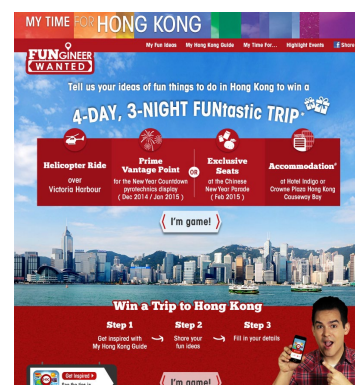 MY TIME FOR HONG KONG
FUNGINEER
WANTED
My Fun Ideas My Hong Kong Guide My Time For... Highlight Events Share
Tell us your ideas of fun things to do in Hong Kong to win a
4-DAY, 3-NIGHT FUNtastic TRIP
Helicopter Ride
over
Victoria Harbour
Prime
Vantage Point
for the New Year Countdown
pyrotechnics display
( Dec 2014 / Jan 2015 )
OR
Exclusive
Seats
at the Chinese
New Year Parade
( Feb 2015 )
Accommodation*
at Hotel Indigo or
Crowne Plaza Hong Kong
Causeway Bay
I'm game!
Win a Trip to Hong Kong
Step 1
Get inspired with
My Hong Kong Guide
Step 2
Share your
fun ideas
Step 3
Fill in your details
Get Inspired
I'm game!